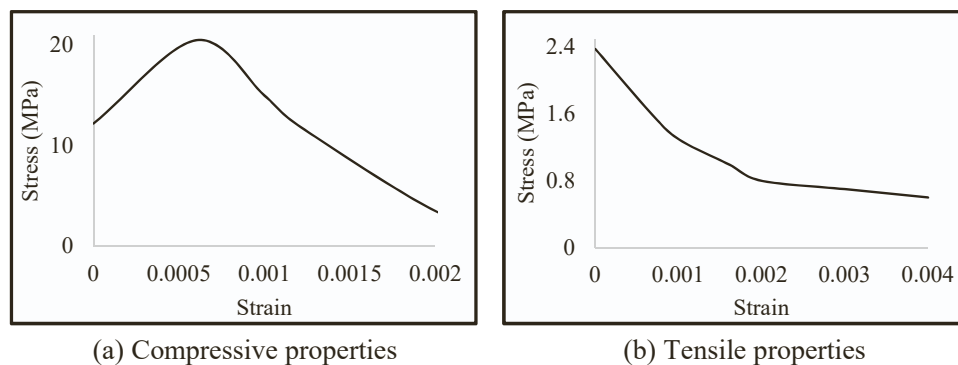 Stress (MPa)
20
10
0
0 0.0005 0.001 0.0015 0.002
Strain
(a) Compressive properties
Stress (MPa)
2.4
1.6
0.8
0
0 0.001 0.002 0.003 0.004
Strain
(b) Tensile properties